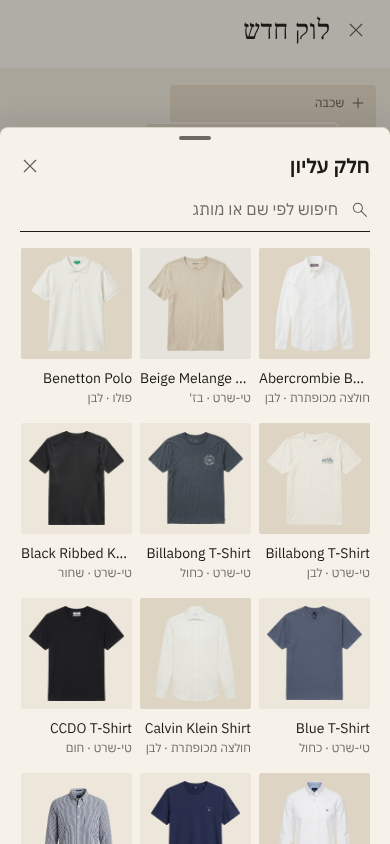 לוק חדש
שכבה
חלק עליון
חיפוש לפי שם או מותג
Abercrombie B...
חולצה מכופתרת · לבן
Beige Melange ...
טי-שרט · בז'
Benetton Polo
פולו · לבן
Billabong T-Shirt
טי-שרט · לבן
Billabong T-Shirt
טי-שרט · כחול
Black Ribbed K...
טי-שרט · שחור
Blue T-Shirt
טי-שרט · כחול
Calvin Klein Shirt
חולצה מכופתרת · לבן
CCDO T-Shirt
טי-שרט · חום